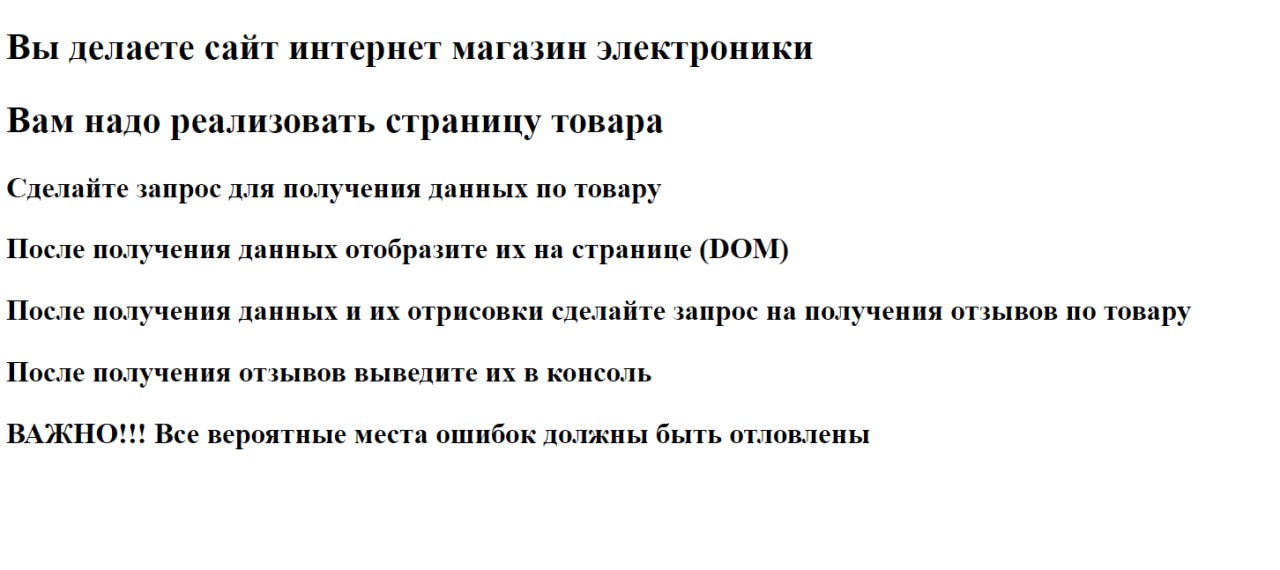 Вы делаете сайт интернет магазин электроники
Вам надо реализовать страницу товара
Сделайте запрос для получения данных по товару
После получения данных отобразите их на странице (DOM)
После получения данных и их отрисовки сделайте запрос на получения отзывов по товару
После получения отзывов выведите их в консоль
ВАЖНО!!! Все вероятные места ошибок должны быть отловлены